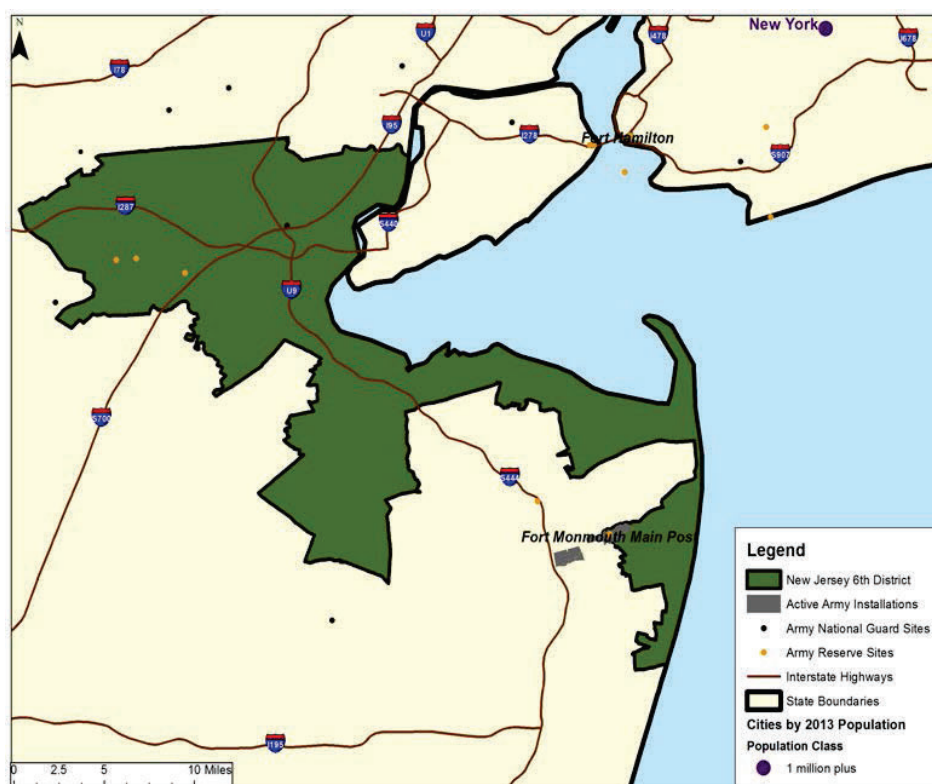 N
New York
U1
I478
I678
I78
I95
I278
Fort Hamilton
S907
I287
S440
U9
S700
S444
Fort Monmouth Main Pos
I195
0 2.5 5 10 Miles
Legend
New Jersey 6th District
Active Army Installations
Army National Guard Sites
Army Reserve Sites
Interstate Highways
State Boundaries
Cities by 2013 Population
Population Class
1 million plus